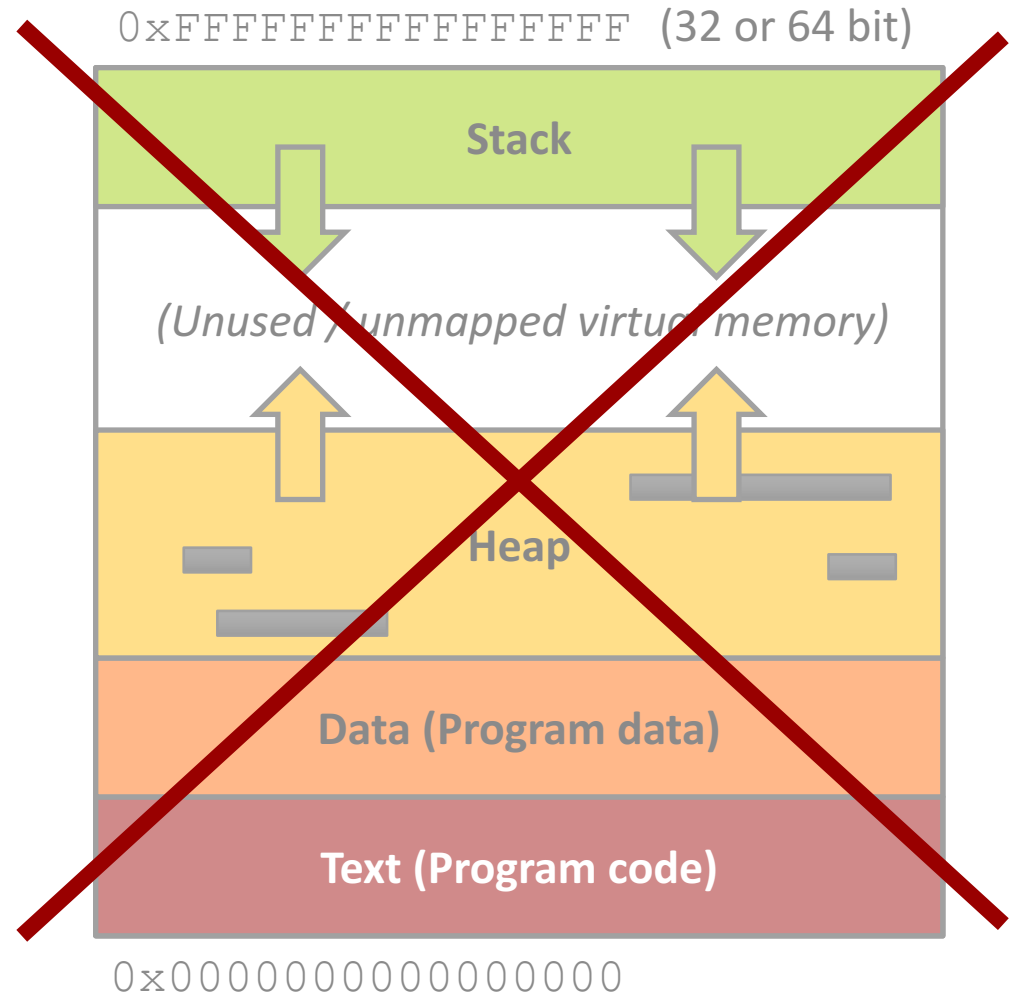 0xFFFFFFFFFFFFFFFF (32 or 64 bit)
Stack
(Unused / unmapped virtual memory)
Heap
Data (Program data)
Text (Program code)
0x0000000000000000